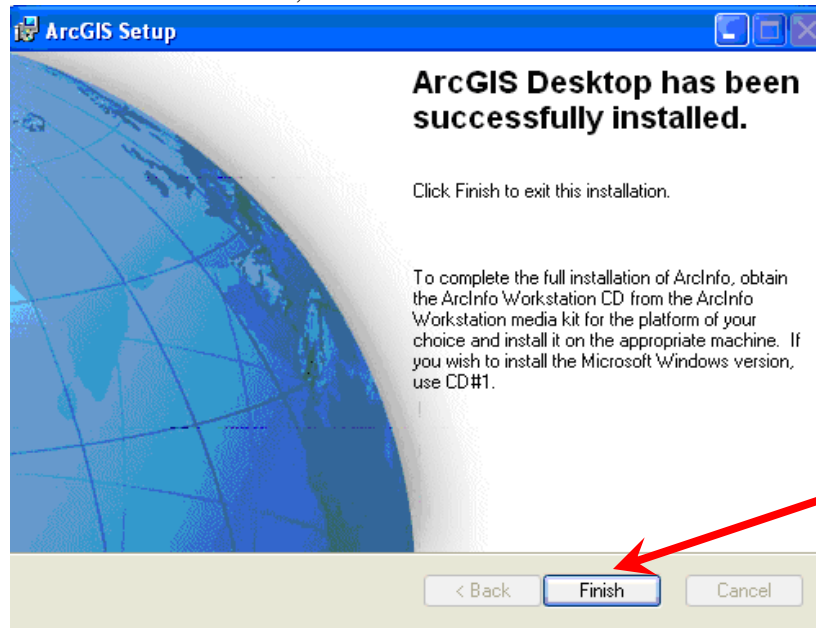 ArcGIS Setup
ArcGIS Desktop has been
successfully installed.
Click Finish to exit this installation.
To complete the full installation of ArcInfo, obtain
the ArcInfo Workstation CD from the ArcInfo
Workstation media kit for the platform of your
choice and install it on the appropriate machine. If
you wish to install the Microsoft Windows version,
use CD#1.
< Back
Finish
Cancel